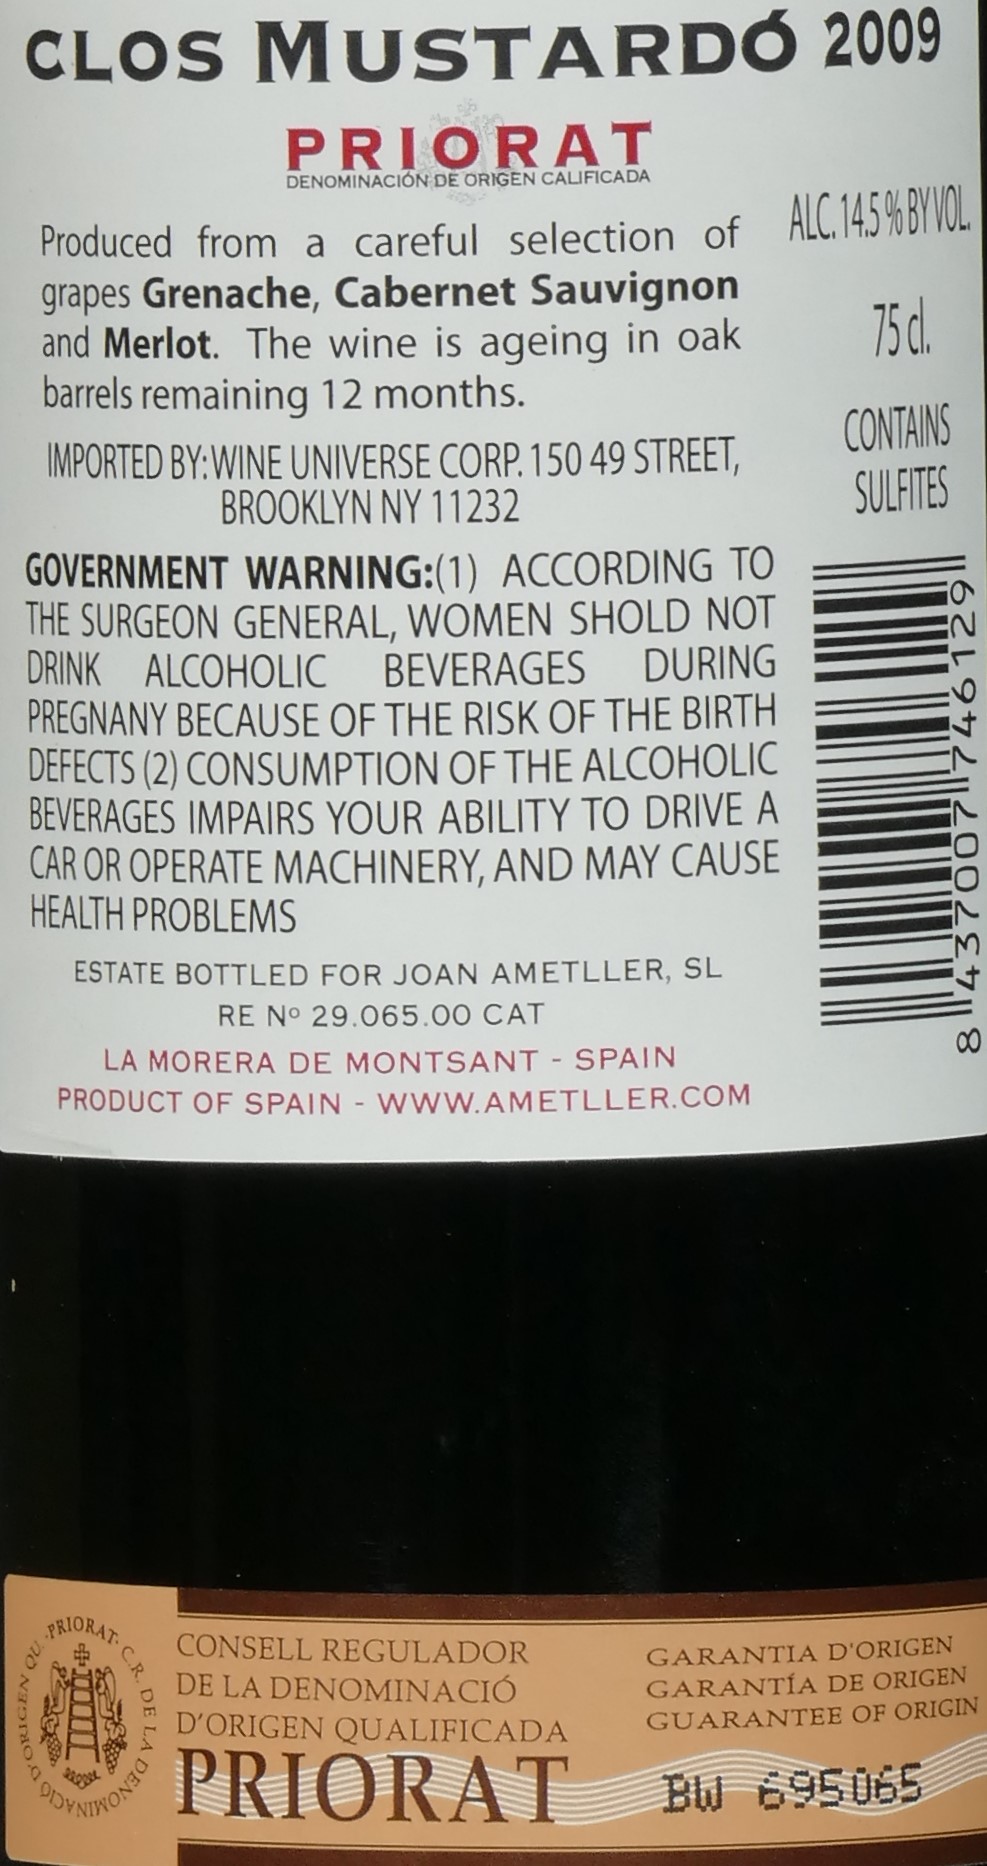 CLOS MUSTARDÓ 2009
PRIORAT
DENOMINACIÓN DE ORIGEN CALIFICADA
Produced from a careful selection of
grapes Grenache, Cabernet Sauvignon
and Merlot. The wine is ageing in oak
barrels remaining 12 months.
ALC. 14.5 % BY VOL.
75 cl.
CONTAINS
SULFITES
IMPORTED BY: WINE UNIVERSE CORP. 150 49 STREET,
BROOKLYN NY 11232
GOVERNMENT WARNING:(1) ACCORDING TO
THE SURGEON GENERAL, WOMEN SHOLD NOT
DRINK ALCOHOLIC BEVERAGES DURING
PREGNANY BECAUSE OF THE RISK OF THE BIRTH
DEFECTS (2) CONSUMPTION OF THE ALCOHOLIC
BEVERAGES IMPAIRS YOUR ABILITY TO DRIVE A
CAR OR OPERATE MACHINERY, AND MAY CAUSE
HEALTH PROBLEMS
8 437007 746129
ESTATE BOTTLED FOR JOAN AMETLLER, SL
RE Nº 29.065.00 CAT
LA MORERA DE MONTSANT - SPAIN
PRODUCT OF SPAIN - WWW.AMETLLER.COM
PRIORAT · C.R. DE LA DENOMINACIÓ D'ORIGEN QU.
CONSELL REGULADOR
DE LA DENOMINACIÓ
D'ORIGEN QUALIFICADA
PRIORAT
GARANTIA D'ORIGEN
GARANTÍA DE ORIGEN
GUARANTEE OF ORIGIN
BW 695065